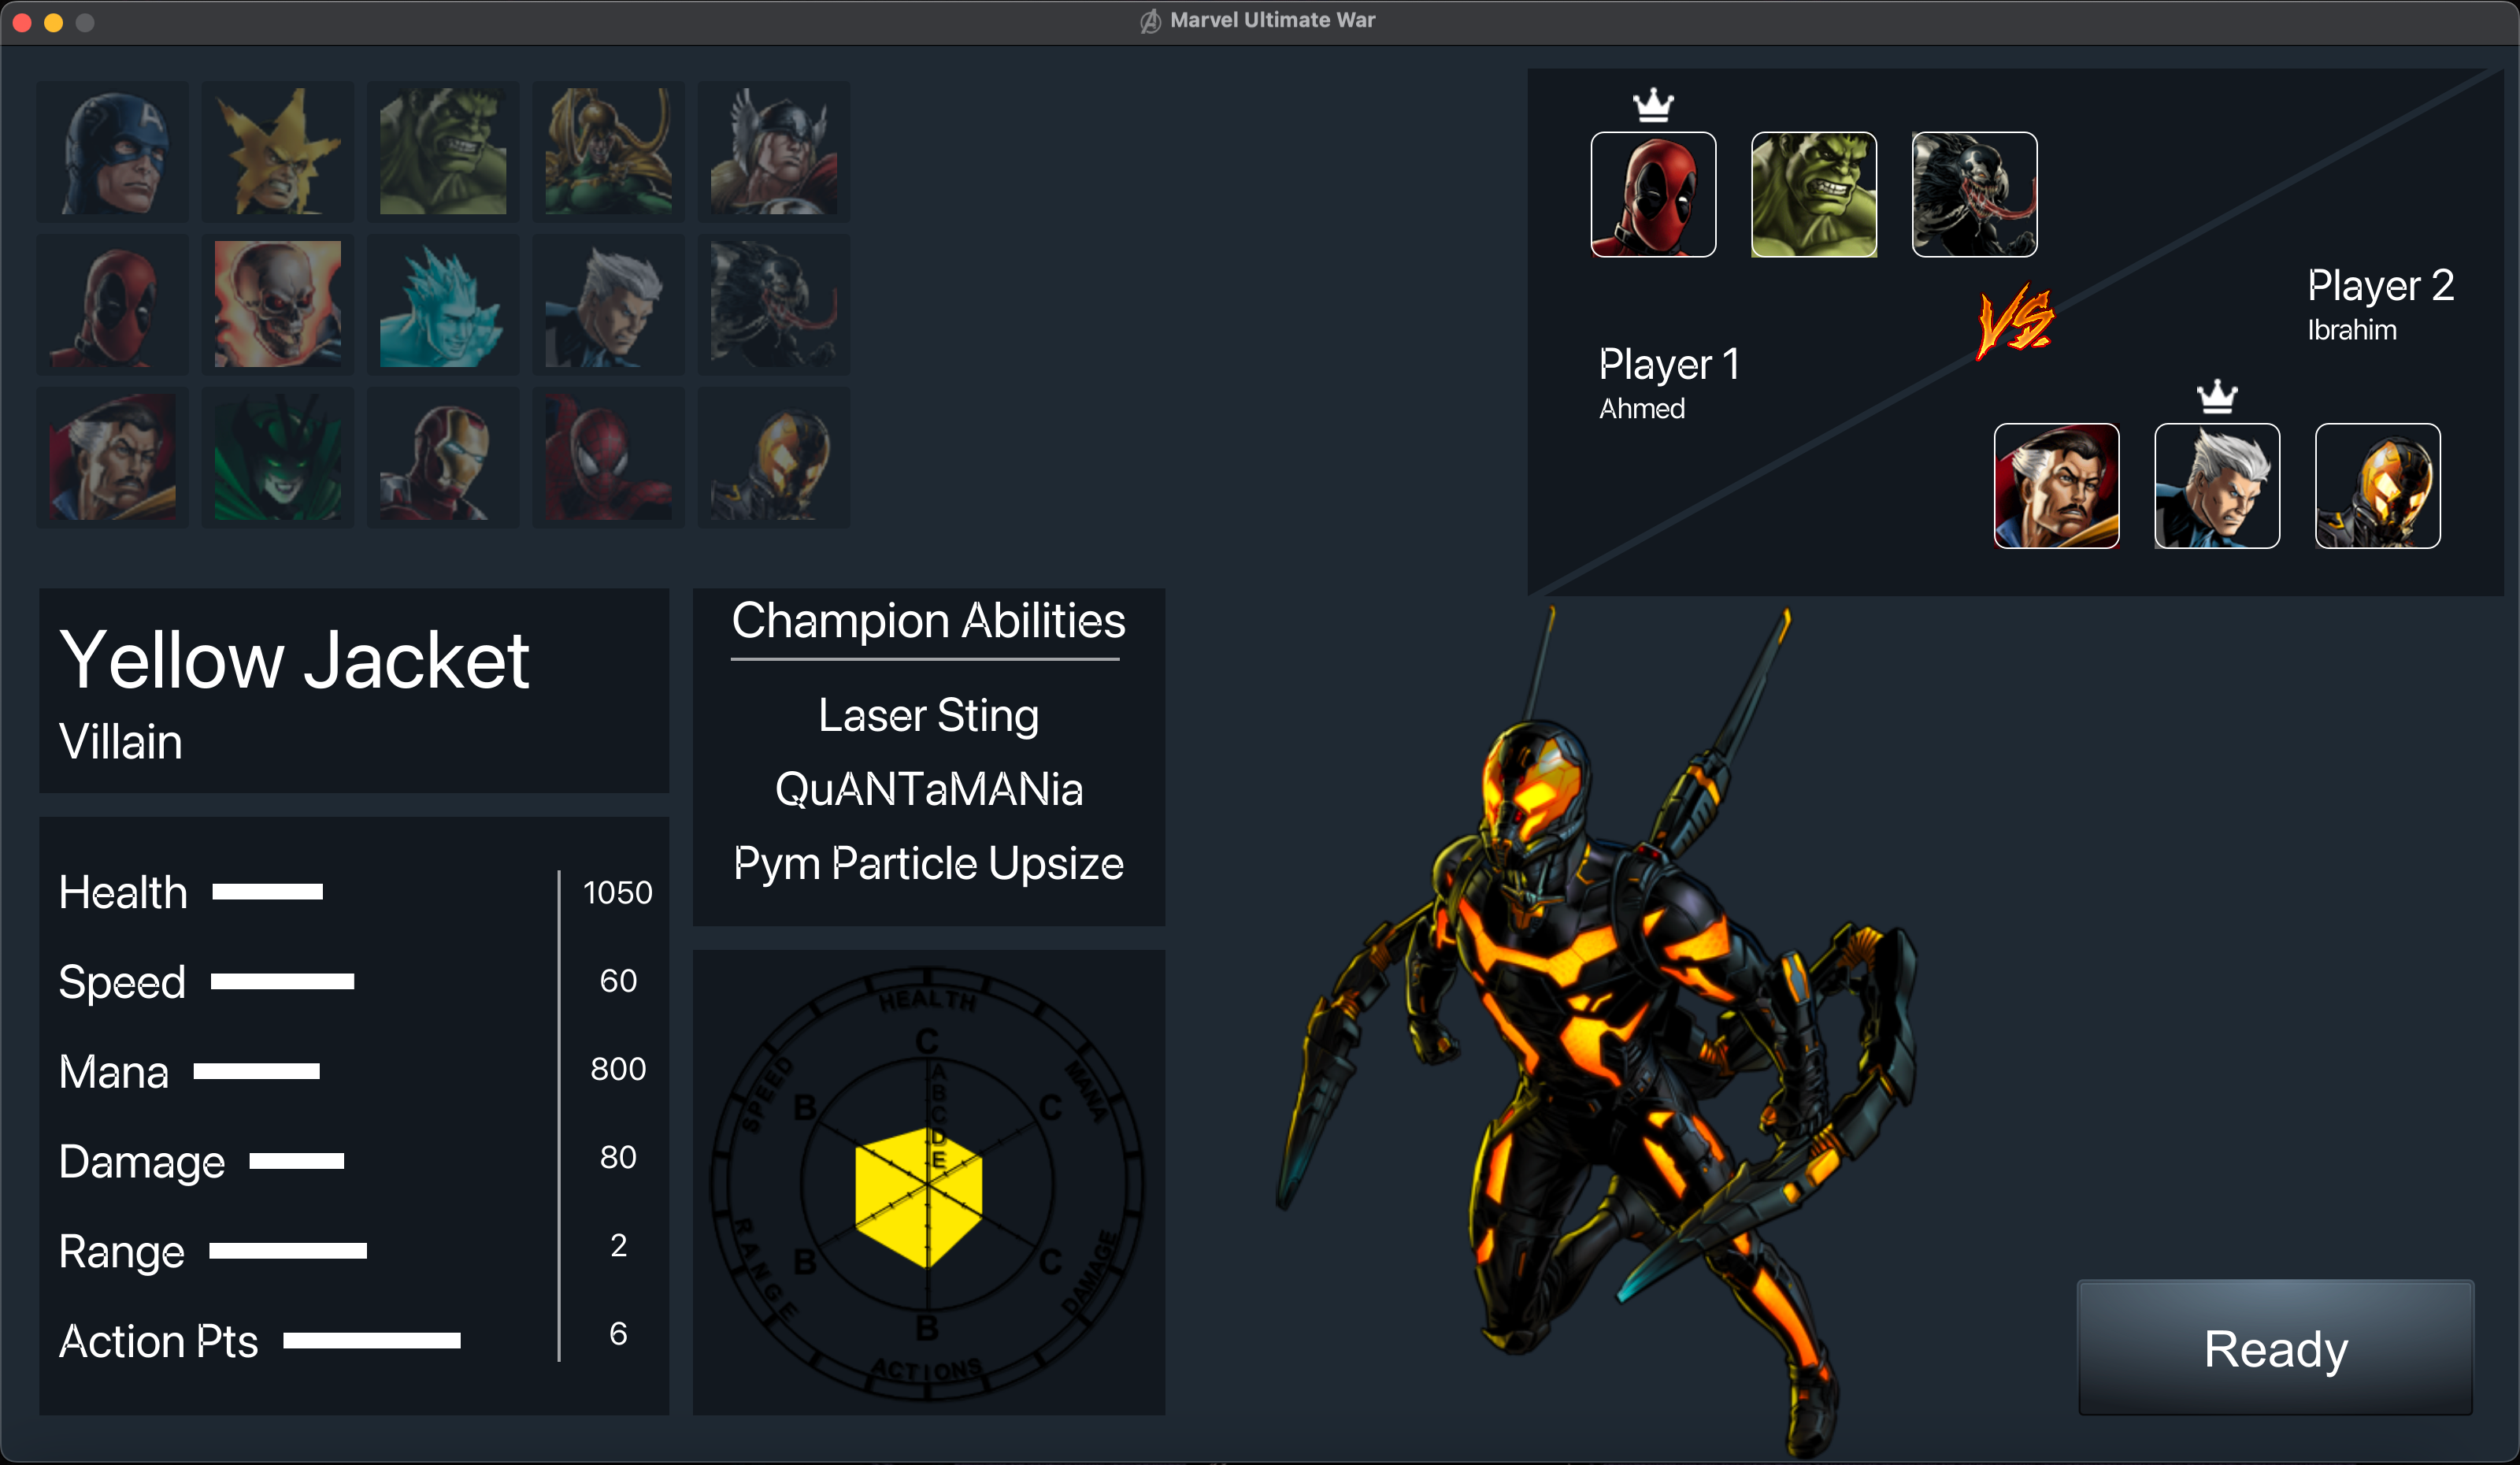 Marvel Ultimate War
A
Player 1
Ahmed
VS.
Player 2
Ibrahim
Yellow Jacket
Villain
Health 1050
Speed 60
Mana 800
Damage 80
Range 2
Action Pts 6
Champion Abilities
Laser Sting
QuANTaMANia
Pym Particle Upsize
HEALTH
C
SPEED
A
MANA
B
B
C
C
D
E
B
C
RANGE
DAMAGE
B
ACTIONS
Ready